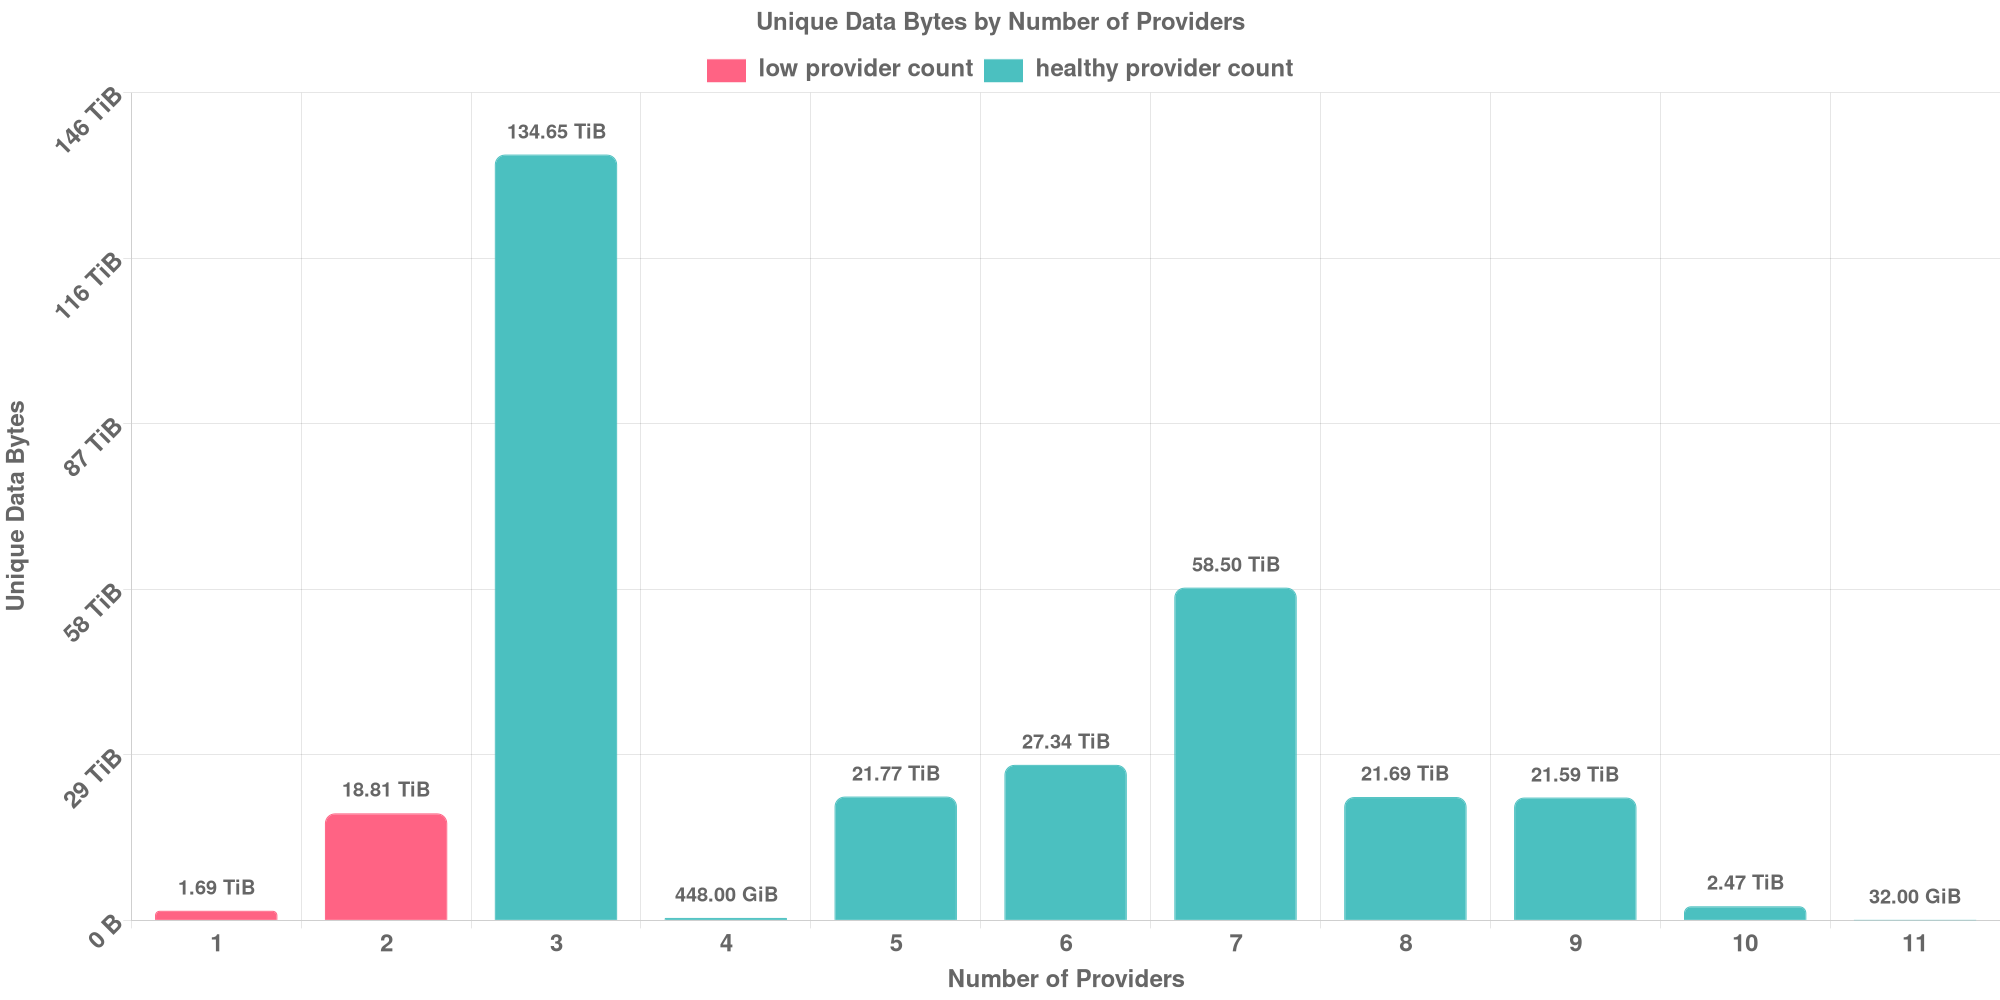 Unique Data Bytes by Number of Providers
low provider count healthy provider count
146 TiB
116 TiB
87 TiB
58 TiB
29 TiB
0 B
Unique Data Bytes
1.69 TiB
18.81 TiB
134.65 TiB
448.00 GiB
21.77 TiB
27.34 TiB
58.50 TiB
21.69 TiB
21.59 TiB
2.47 TiB
32.00 GiB
1 2 3 4 5 6 7 8 9 10 11
Number of Providers